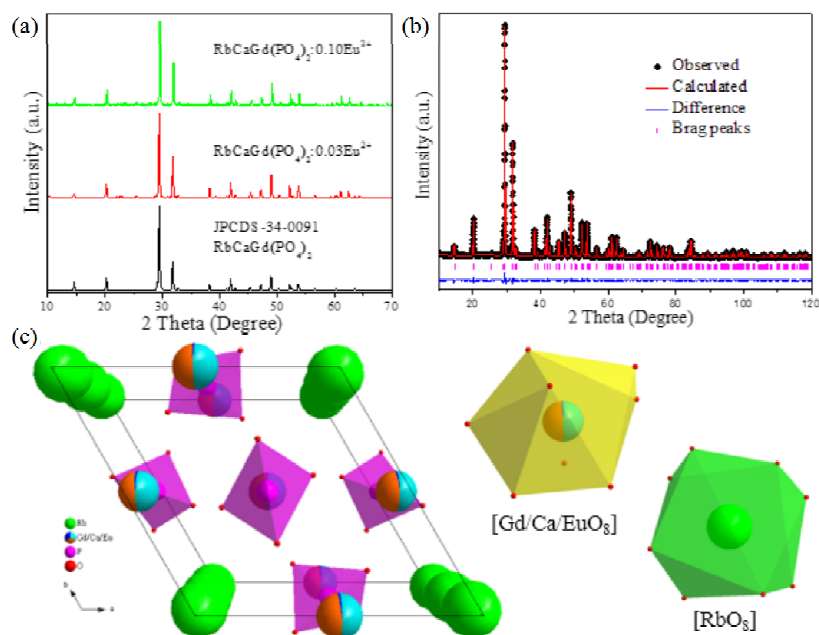 (a)
RbCaGd(PO₄)₂:0.10Eu²⁺
RbCaGd(PO₄)₂:0.03Eu²⁺
JPCDS-34-0091
RbCaGd(PO₄)₂
Intensity (a.u.)
10 20 30 40 50 60 70
2 Theta (Degree)
(b)
Observed
Calculated
Difference
Brag peaks
Intensity (a.u.)
10 20 40 60 80 100 120
2 Theta (Degree)
(c)
Rb
Gd/Ca/Eu
P
O
b
a
[Gd/Ca/EuO₈]
[RbO₈]